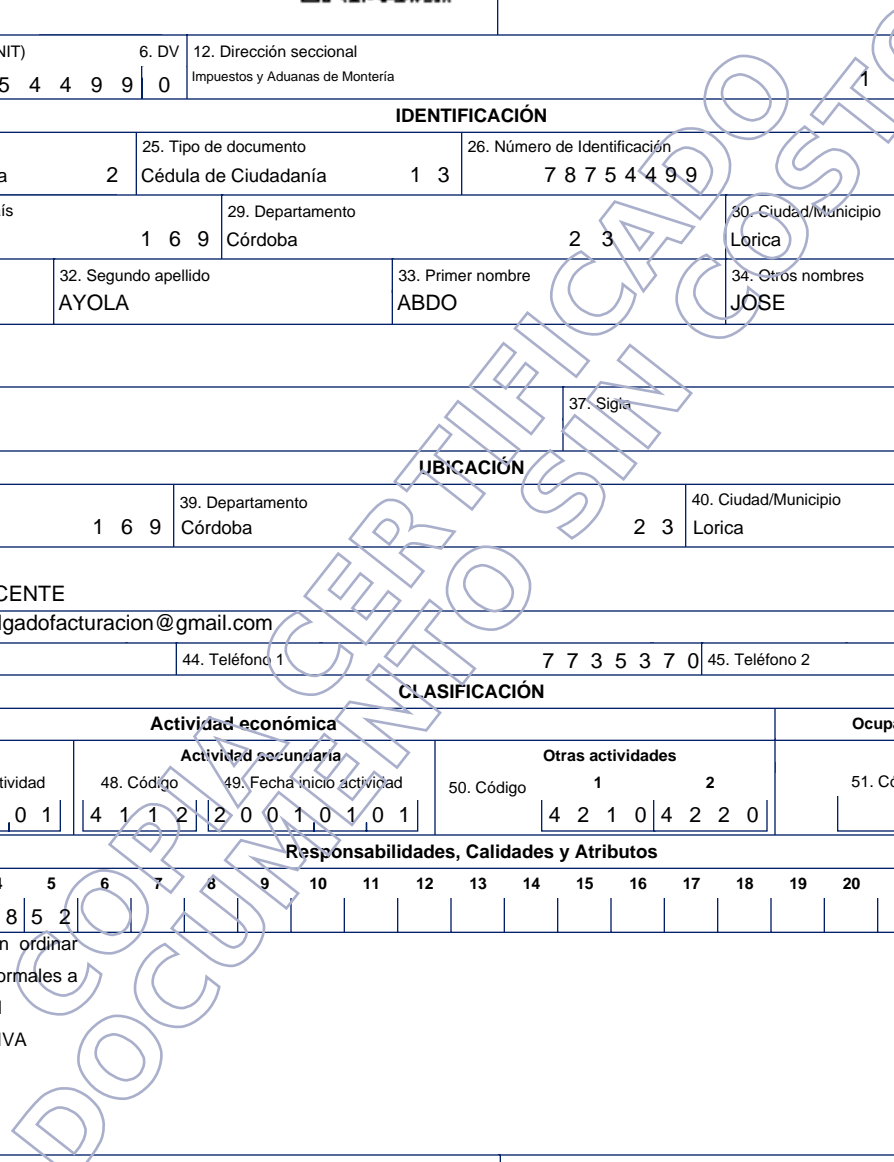 NIT) 6. DV 12. Dirección seccional
5 4 4 9 9 0 Impuestos y Aduanas de Montería 1
IDENTIFICACIÓN
25. Tipo de documento 26. Número de Identificación
a 2 Cédula de Ciudadanía 1 3 7 8 7 5 4 4 9 9
ís 29. Departamento 30. Ciudad/Municipio
1 6 9 Córdoba 2 3 Lorica
32. Segundo apellido 33. Primer nombre 34. Otros nombres
AYOLA ABDO JOSE
37. Sigla
UBICACIÓN
39. Departamento 40. Ciudad/Municipio
1 6 9 Córdoba 2 3 Lorica
CENTE
lgadofacturacion@gmail.com
44. Teléfono 1 7 7 3 5 3 7 0 45. Teléfono 2
CLASIFICACIÓN
Actividad económica Ocupa
Actividad secundaria Otras actividades
tividad 48. Código 49. Fecha inicio actividad 50. Código 1 2 51. Có
0 1 4 1 1 2 2 0 0 1 0 1 0 1 4 2 1 0 4 2 2 0
Responsabilidades, Calidades y Atributos
4 5 6 7 8 9 10 11 12 13 14 15 16 17 18 19 20
8 5 2
n ordinar
ormales a
IVA
COPIA CERTIFICADO
DOCUMENTO SIN COSTO